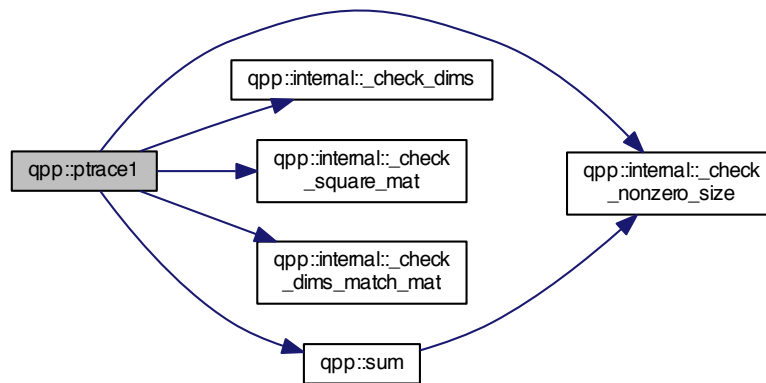 qpp::internal::_check_dims
qpp::ptrace1
qpp::internal::_check
_square_mat
qpp::internal::_check
_nonzero_size
qpp::internal::_check
_dims_match_mat
qpp::sum